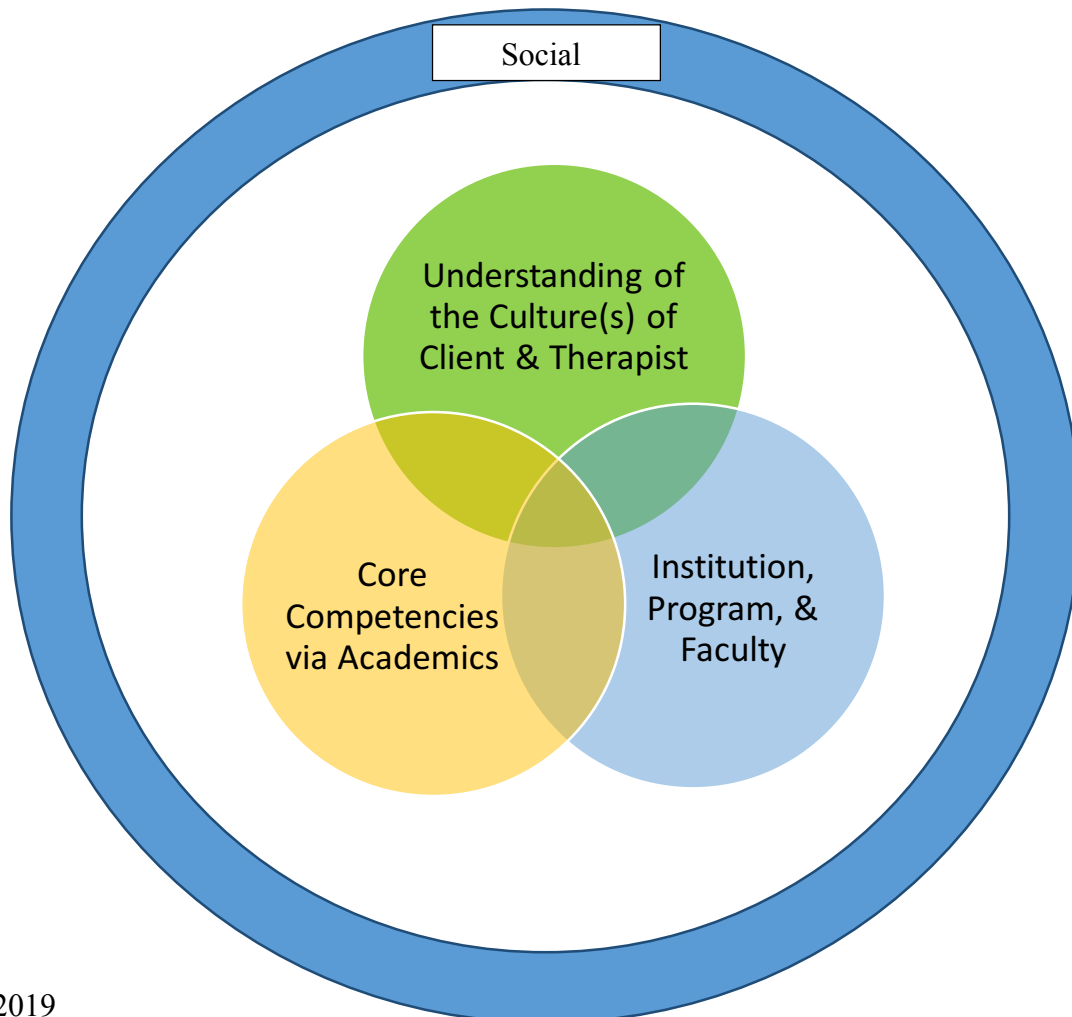 Social
Understanding of
the Culture(s) of
Client & Therapist
Core
Competencies
via Academics
Institution,
Program, &
Faculty
2019